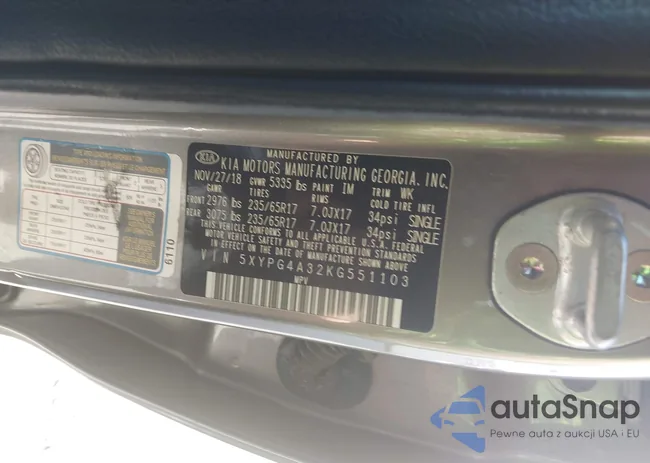 MANUFACTURED BY
KIA KIA MOTORS MANUFACTURING GEORGIA, INC.
NOV/27/18 GVWR 5335 lbs PAINT IM TRIM WK
GAWR TIRES RIMS COLD TIRE INFL
FRONT 2976 lbs 235/65R17 7.0JX17 34psi SINGLE
REAR 3075 lbs 235/65R17 7.0JX17 34psi SINGLE
THIS VEHICLE CONFORMS TO ALL APPLICABLE U.S.A. FEDERAL
MOTOR VEHICLE SAFETY AND THEFT PREVENTION STANDARDS
IN EFFECT ON THE DATE OF MANUFACTURE SHOWN ABOVE.
VIN 5XYPG4A32KG551103
MPV
6110
autoSnap
Pewne auta z aukcji USA i EU